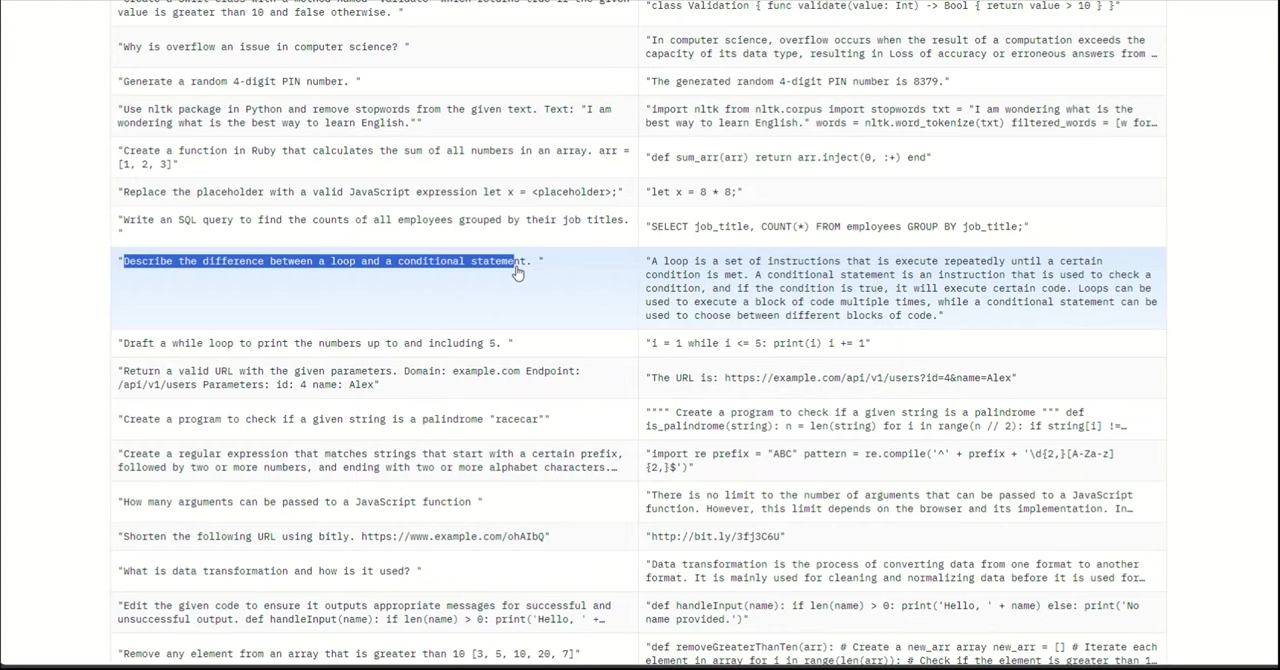 value is greater than 10 and false otherwise. "
"class Validation { func validate(value: Int) -> Bool { return value > 10 } }"
"Why is overflow an issue in computer science? "
"In computer science, overflow occurs when the result of a computation exceeds the
capacity of its data type, resulting in Loss of accuracy or erroneous answers from …
"Generate a random 4-digit PIN number. "
"The generated random 4-digit PIN number is 8379."
"Use nltk package in Python and remove stopwords from the given text. Text: "I am
wondering what is the best way to learn English.""
"import nltk from nltk.corpus import stopwords txt = "I am wondering what is the
best way to learn English." words = nltk.word_tokenize(txt) filtered_words = [w for…
"Create a function in Ruby that calculates the sum of all numbers in an array. arr =
[1, 2, 3]"
"def sum_arr(arr) return arr.inject(0, :+) end"
"Replace the placeholder with a valid JavaScript expression let x = <placeholder>;"
"let x = 8 * 8;"
"Write an SQL query to find the counts of all employees grouped by their job titles.
"
"SELECT job_title, COUNT(*) FROM employees GROUP BY job_title;"
"Describe the difference between a loop and a conditional statement. "
"A loop is a set of instructions that is execute repeatedly until a certain
condition is met. A conditional statement is an instruction that is used to check a
condition, and if the condition is true, it will execute certain code. Loops can be
used to execute a block of code multiple times, while a conditional statement can be
used to choose between different blocks of code."
"Draft a while loop to print the numbers up to and including 5. "
"i = 1 while i <= 5: print(i) i += 1"
"Return a valid URL with the given parameters. Domain: example.com Endpoint:
/api/v1/users Parameters: id: 4 name: Alex"
"The URL is: https://example.com/api/v1/users?id=4&name=Alex"
"Create a program to check if a given string is a palindrome "racecar""
"""" Create a program to check if a given string is a palindrome """ def
is_palindrome(string): n = len(string) for i in range(n // 2): if string[i] !=…
"Create a regular expression that matches strings that start with a certain prefix,
followed by two or more numbers, and ending with two or more alphabet characters.…
"import re prefix = "ABC" pattern = re.compile('^' + prefix + '\d{2,}[A-Za-z]
{2,}$')"
"How many arguments can be passed to a JavaScript function "
"There is no limit to the number of arguments that can be passed to a JavaScript
function. However, this limit depends on the browser and its implementation. In…
"Shorten the following URL using bitly. https://www.example.com/ohAIbQ"
"http://bit.ly/3fj3C6U"
"What is data transformation and how is it used? "
"Data transformation is the process of converting data from one format to another
format. It is mainly used for cleaning and normalizing data before it is used for…
"Edit the given code to ensure it outputs appropriate messages for successful and
unsuccessful output. def handleInput(name): if len(name) > 0: print('Hello, ' +…
"def handleInput(name): if len(name) > 0: print('Hello, ' + name) else: print('No
name provided.')"
"Remove any element from an array that is greater than 10 [3, 5, 10, 20, 7]"
"def removeGreaterThanTen(arr): # Create a new_arr array new_arr = [] # Iterate each
element in array for i in range(len(arr)): # Check if the element is greater than 1…